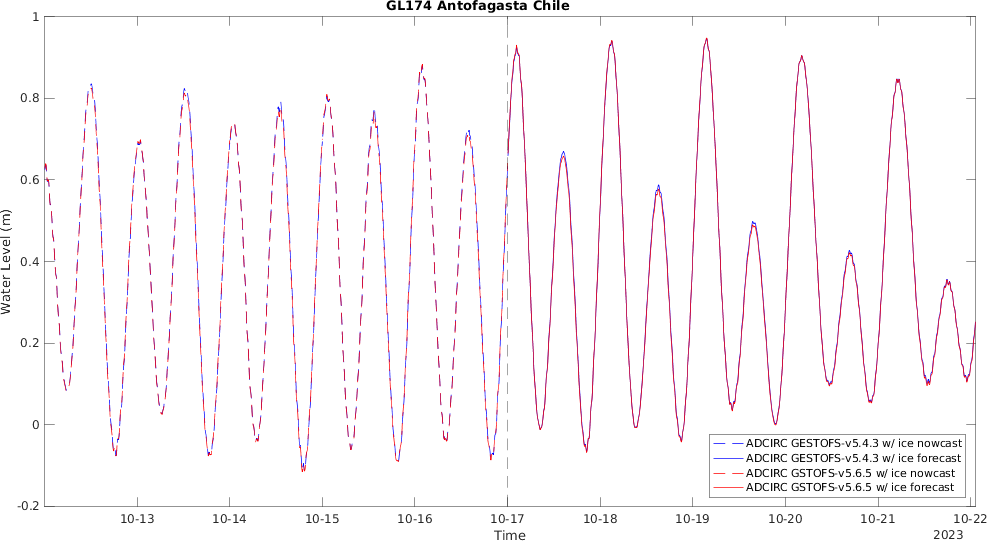 GL174 Antofagasta Chile
1
0.8
0.6
0.4
0.2
0
-0.2
Water Level (m)
ADCIRC GESTOFS-v5.4.3 w/ ice nowcast
ADCIRC GESTOFS-v5.4.3 w/ ice forecast
ADCIRC GSTOFS-v5.6.5 w/ ice nowcast
ADCIRC GSTOFS-v5.6.5 w/ ice forecast
10-13 10-14 10-15 10-16 10-17 10-18 10-19 10-20 10-21 10-22
Time
2023